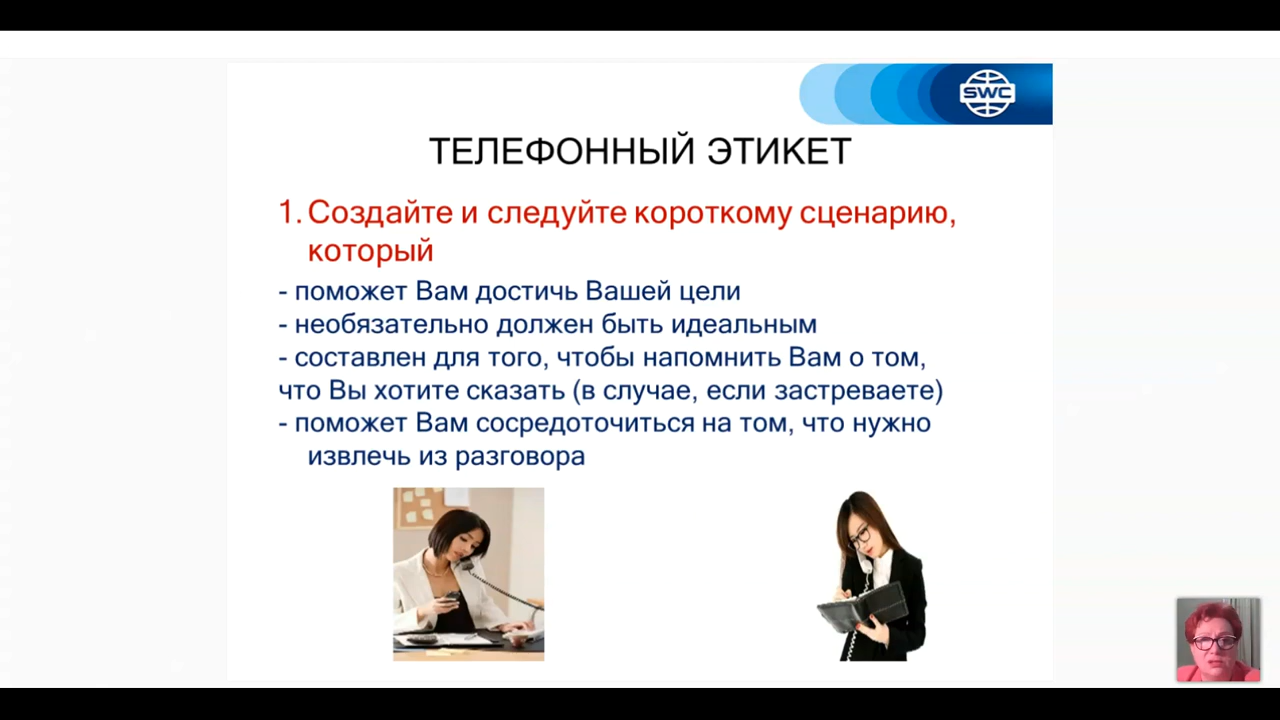 SWC
ТЕЛЕФОННЫЙ ЭТИКЕТ
1. Создайте и следуйте короткому сценарию,
который
- поможет Вам достичь Вашей цели
- необязательно должен быть идеальным
- составлен для того, чтобы напомнить Вам о том,
что Вы хотите сказать (в случае, если застреваете)
- поможет Вам сосредоточиться на том, что нужно
извлечь из разговора